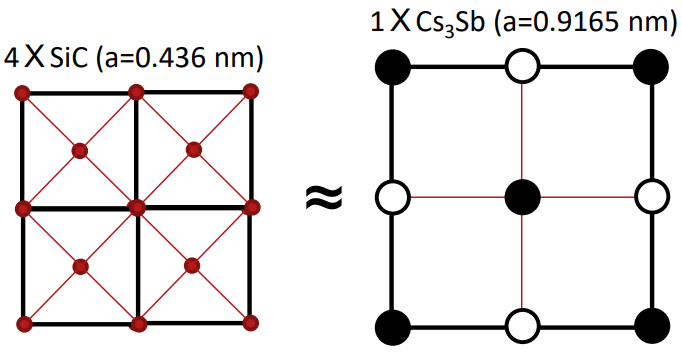 4 X SiC (a=0.436 nm)
≈
1 X Cs₃Sb (a=0.9165 nm)